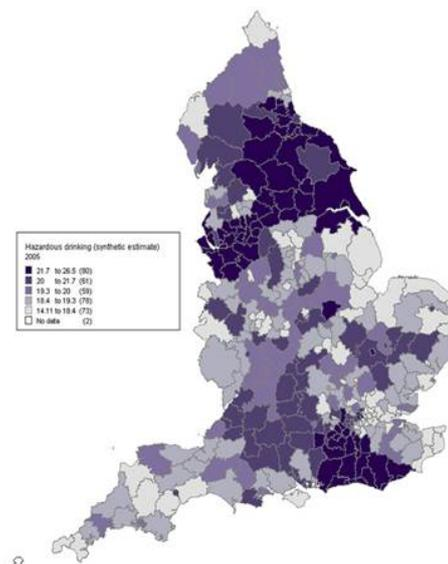 Hazardous drinking (synthetic estimate)
2005
21.7 to 26.5 (80)
20 to 21.7 (61)
19.3 to 20 (59)
18.4 to 19.3 (78)
14.11 to 18.4 (73)
No data (2)